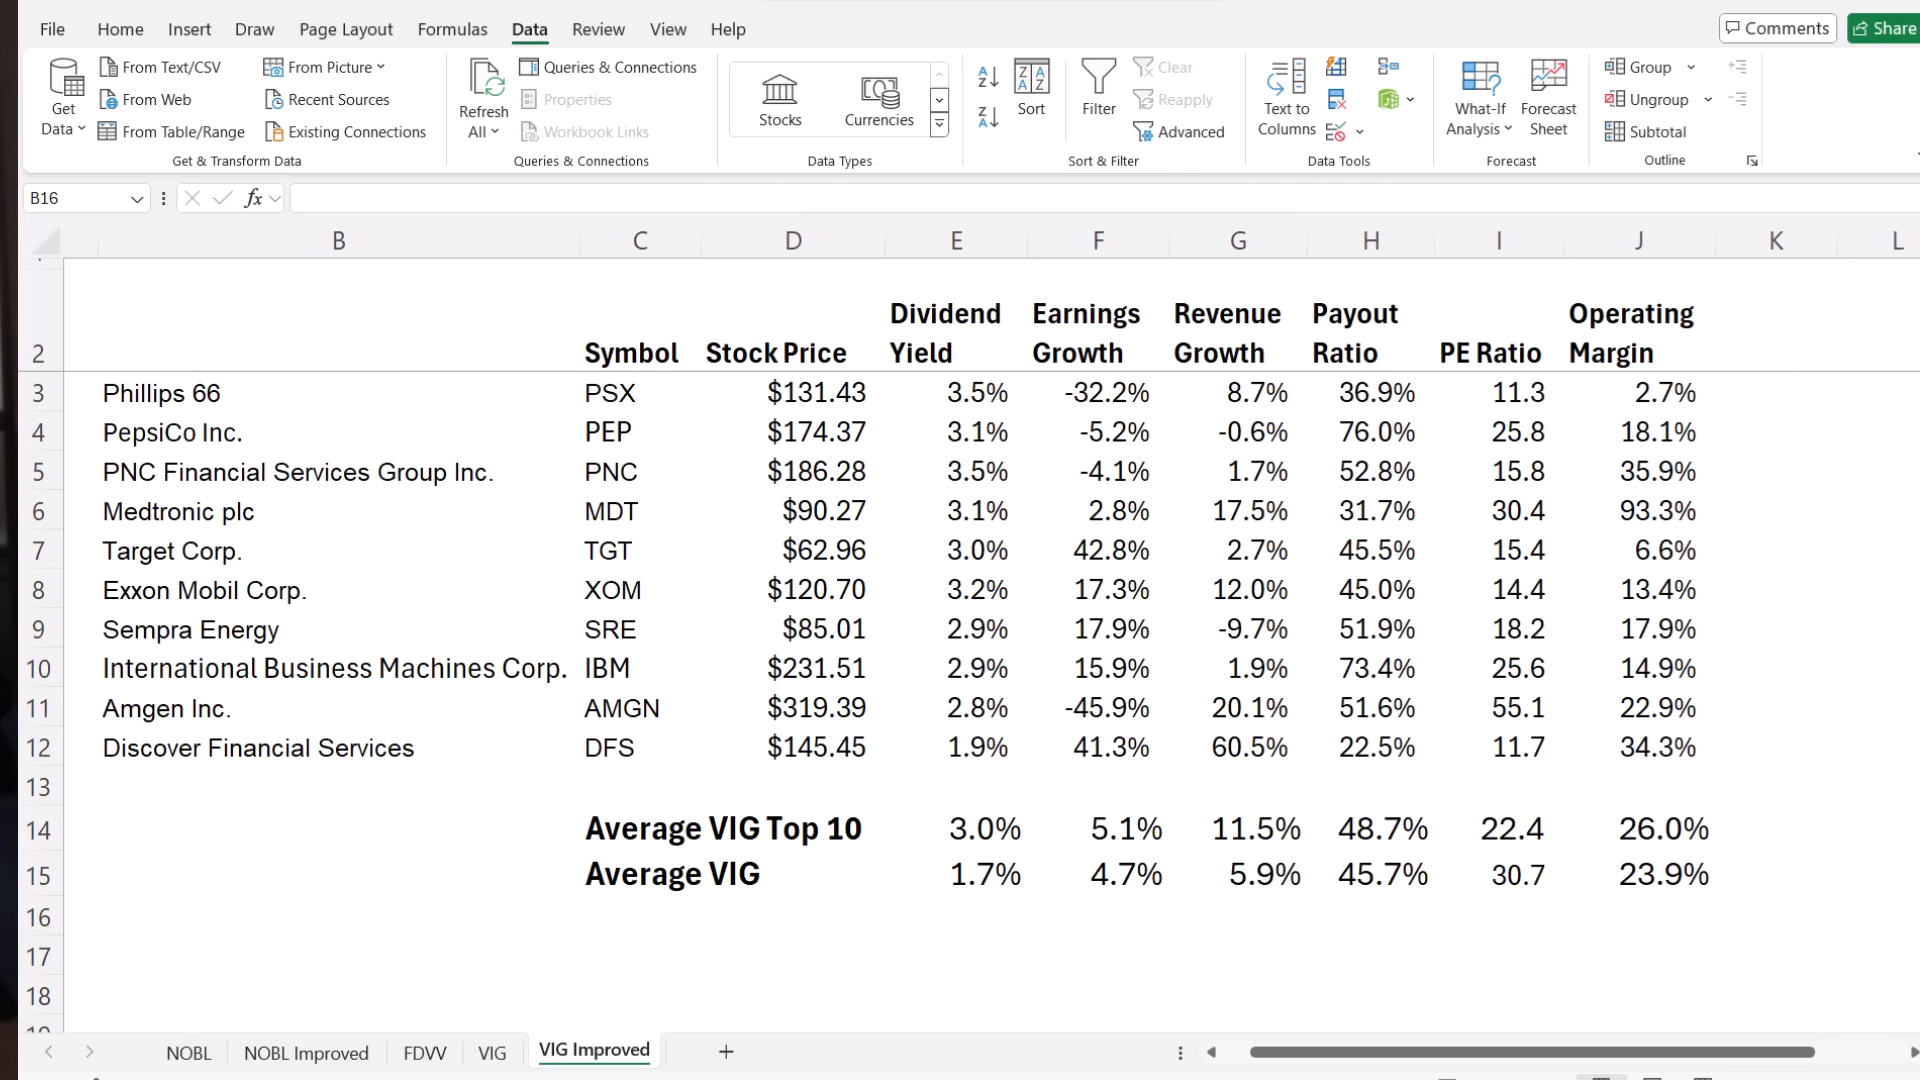 File Home Insert Draw Page Layout Formulas Data Review View Help Comments Share
Get Data From Text/CSV From Web From Table/Range From Picture Recent Sources Existing Connections
Get & Transform Data
Refresh All Queries & Connections Properties Workbook Links
Queries & Connections
Stocks Currencies
Data Types
Sort Filter Clear Reapply Advanced
Sort & Filter
Text to Columns
Data Tools
What-If Analysis Forecast Sheet
Forecast
Group Ungroup Subtotal
Outline
B16 fx
B C D E F G H I J K L
2 Symbol Stock Price Dividend Yield Earnings Growth Revenue Growth Payout Ratio PE Ratio Operating Margin
3 Phillips 66 PSX $131.43 3.5% -32.2% 8.7% 36.9% 11.3 2.7%
4 PepsiCo Inc. PEP $174.37 3.1% -5.2% -0.6% 76.0% 25.8 18.1%
5 PNC Financial Services Group Inc. PNC $186.28 3.5% -4.1% 1.7% 52.8% 15.8 35.9%
6 Medtronic plc MDT $90.27 3.1% 2.8% 17.5% 31.7% 30.4 93.3%
7 Target Corp. TGT $62.96 3.0% 42.8% 2.7% 45.5% 15.4 6.6%
8 Exxon Mobil Corp. XOM $120.70 3.2% 17.3% 12.0% 45.0% 14.4 13.4%
9 Sempra Energy SRE $85.01 2.9% 17.9% -9.7% 51.9% 18.2 17.9%
10 International Business Machines Corp. IBM $231.51 2.9% 15.9% 1.9% 73.4% 25.6 14.9%
11 Amgen Inc. AMGN $319.39 2.8% -45.9% 20.1% 51.6% 55.1 22.9%
12 Discover Financial Services DFS $145.45 1.9% 41.3% 60.5% 22.5% 11.7 34.3%
13
14 Average VIG Top 10 3.0% 5.1% 11.5% 48.7% 22.4 26.0%
15 Average VIG 1.7% 4.7% 5.9% 45.7% 30.7 23.9%
16
17
18
NOBL NOBL Improved FDVV VIG VIG Improved